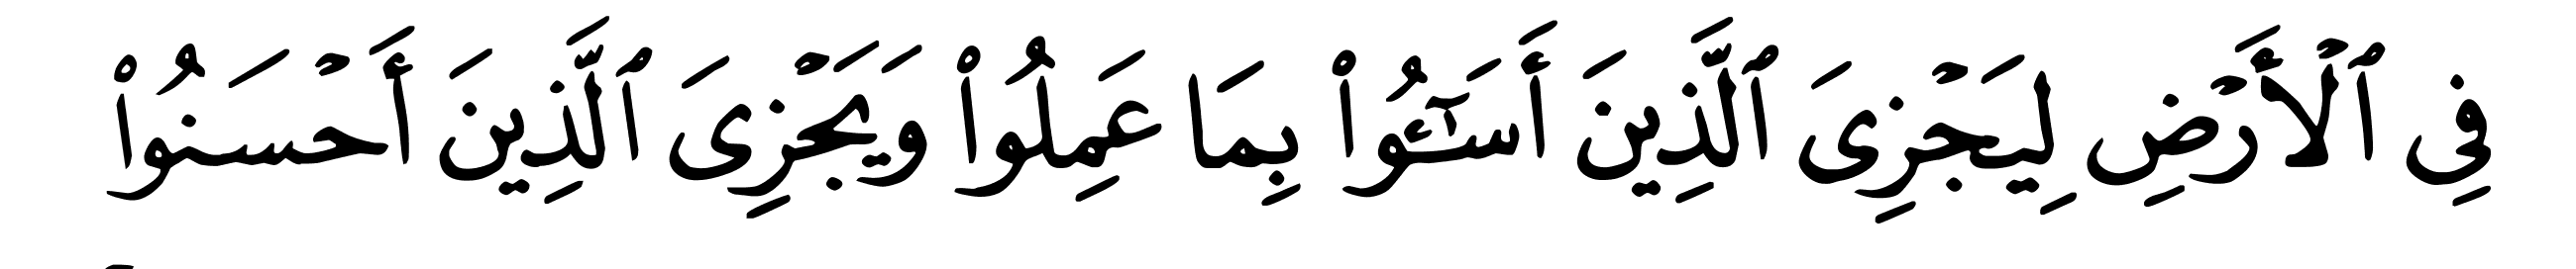 فِى ٱلْأَرْضِ لِيَجْزِىَ ٱلَّذِينَ أَسَـٰٓـُٔوا۟ بِمَا عَمِلُوا۟ وَيَجْزِىَ ٱلَّذِينَ أَحْسَنُوا۟